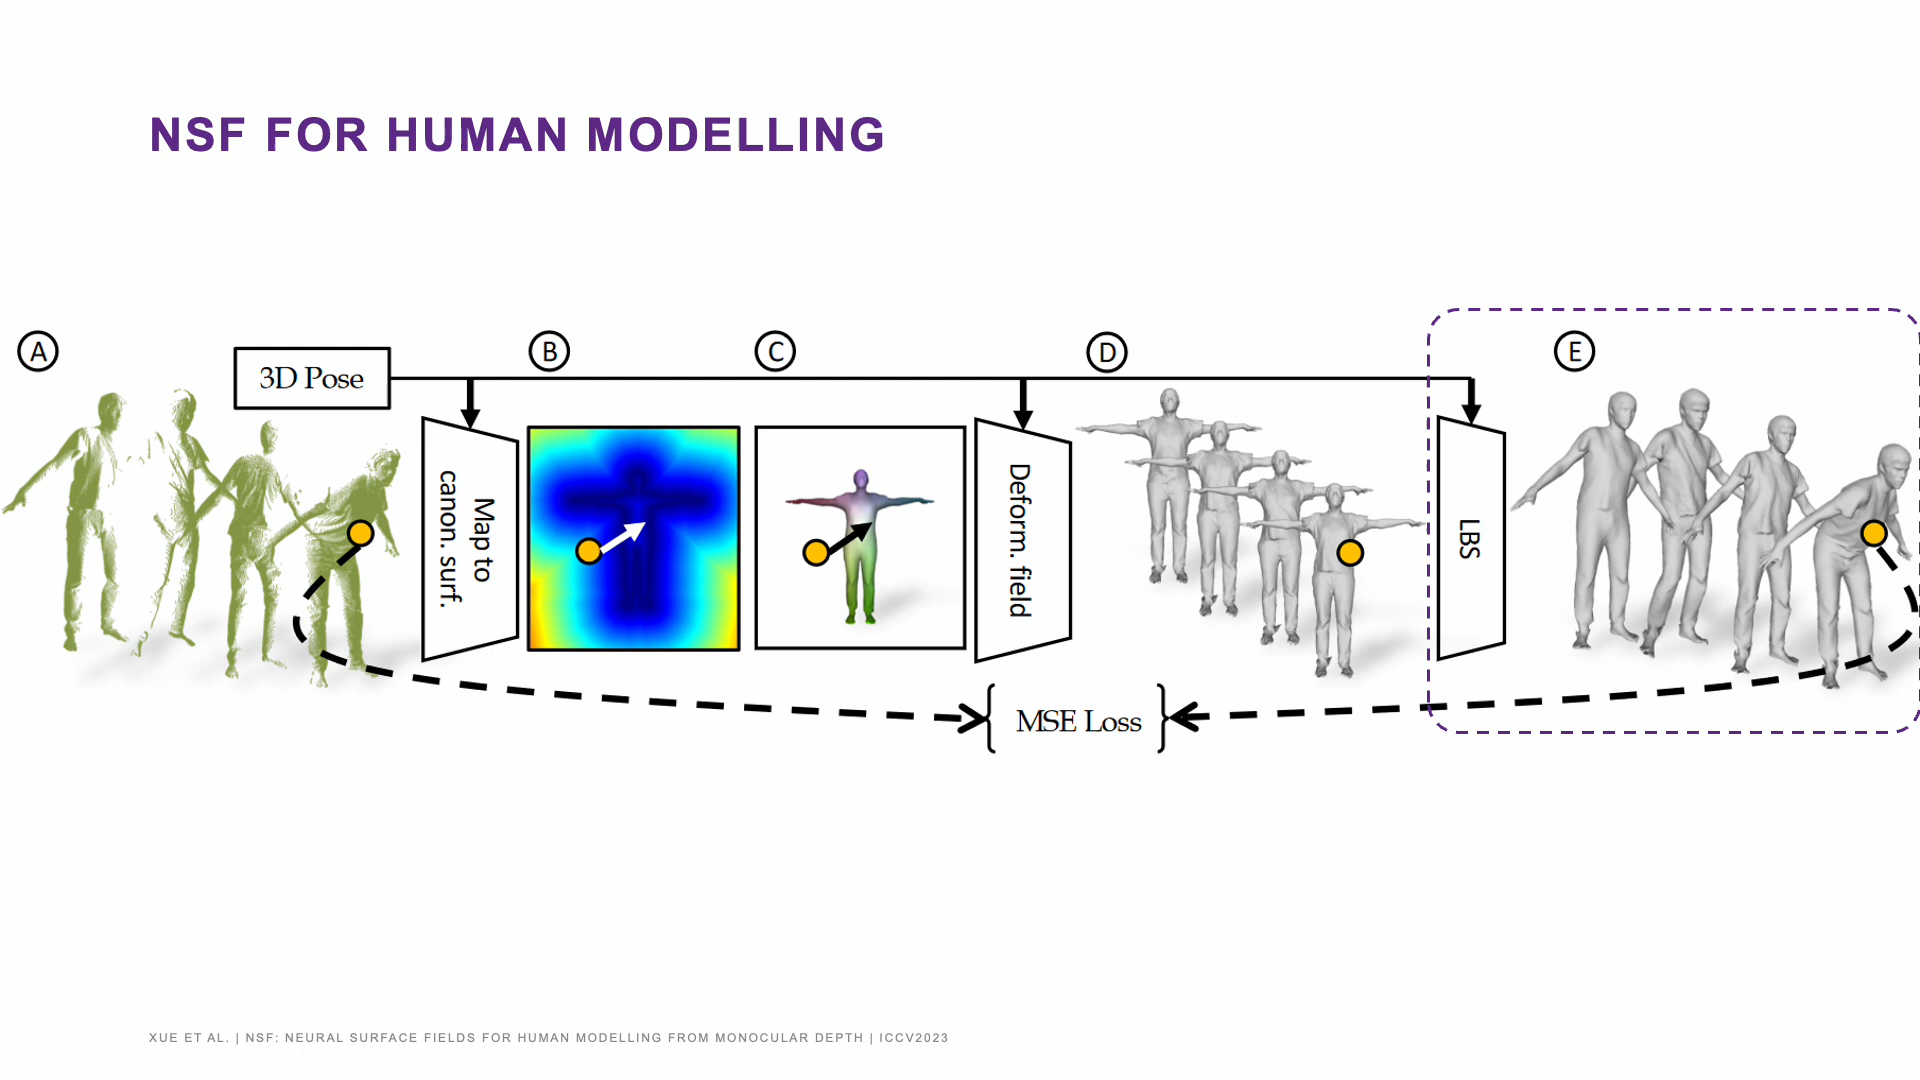 NSF FOR HUMAN MODELLING
A
3D Pose
B
C
D
E
Map to
canon. surf.
Deform. field
LBS
MSE Loss
XUE ET AL. | NSF: NEURAL SURFACE FIELDS FOR HUMAN MODELLING FROM MONOCULAR DEPTH | ICCV2023